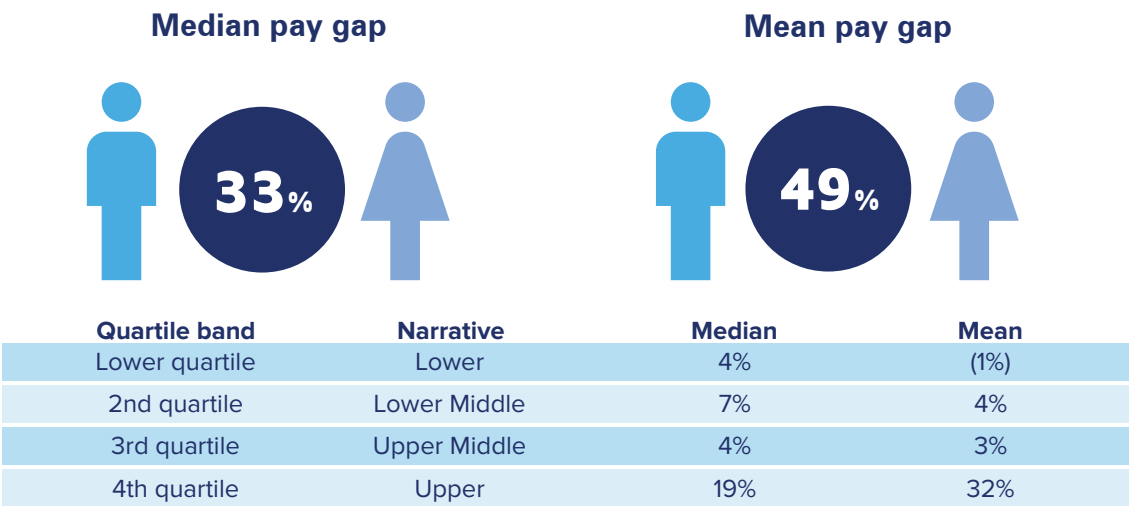 Median pay gap Mean pay gap
33% 49%
Quartile band Narrative Median Mean
Lower quartile Lower 4% (1%)
2nd quartile Lower Middle 7% 4%
3rd quartile Upper Middle 4% 3%
4th quartile Upper 19% 32%